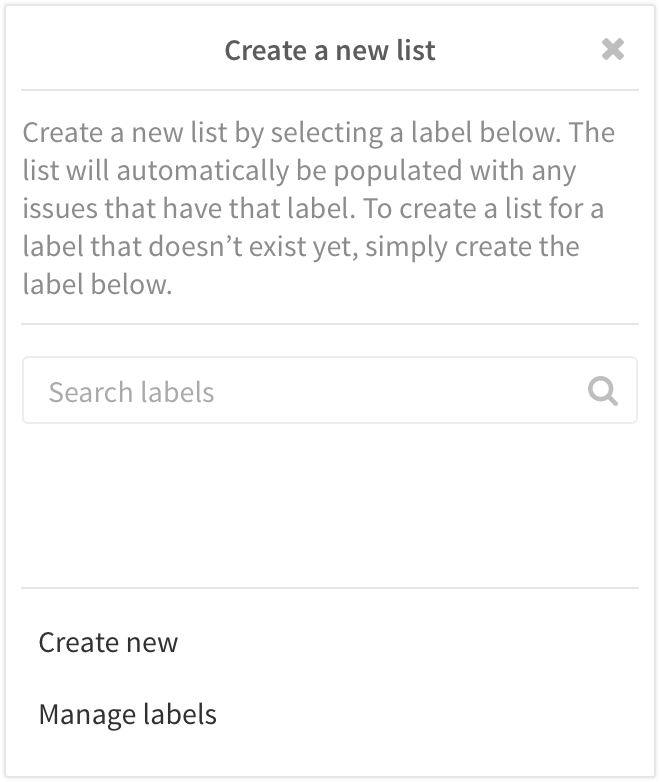 Create a new list
Create a new list by selecting a label below. The
list will automatically be populated with any
issues that have that label. To create a list for a
label that doesn’t exist yet, simply create the
label below.
Search labels
Create new
Manage labels